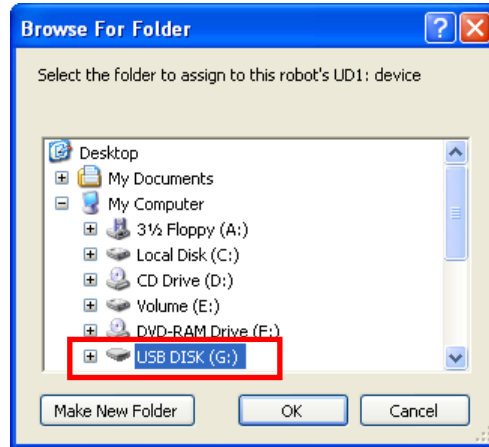 Browse For Folder
Select the folder to assign to this robot's UD1: device
Desktop
My Documents
My Computer
3½ Floppy (A:)
Local Disk (C:)
CD Drive (D:)
Volume (E:)
DVD-RAM Drive (F:)
USB DISK (G:)
Make New Folder OK Cancel